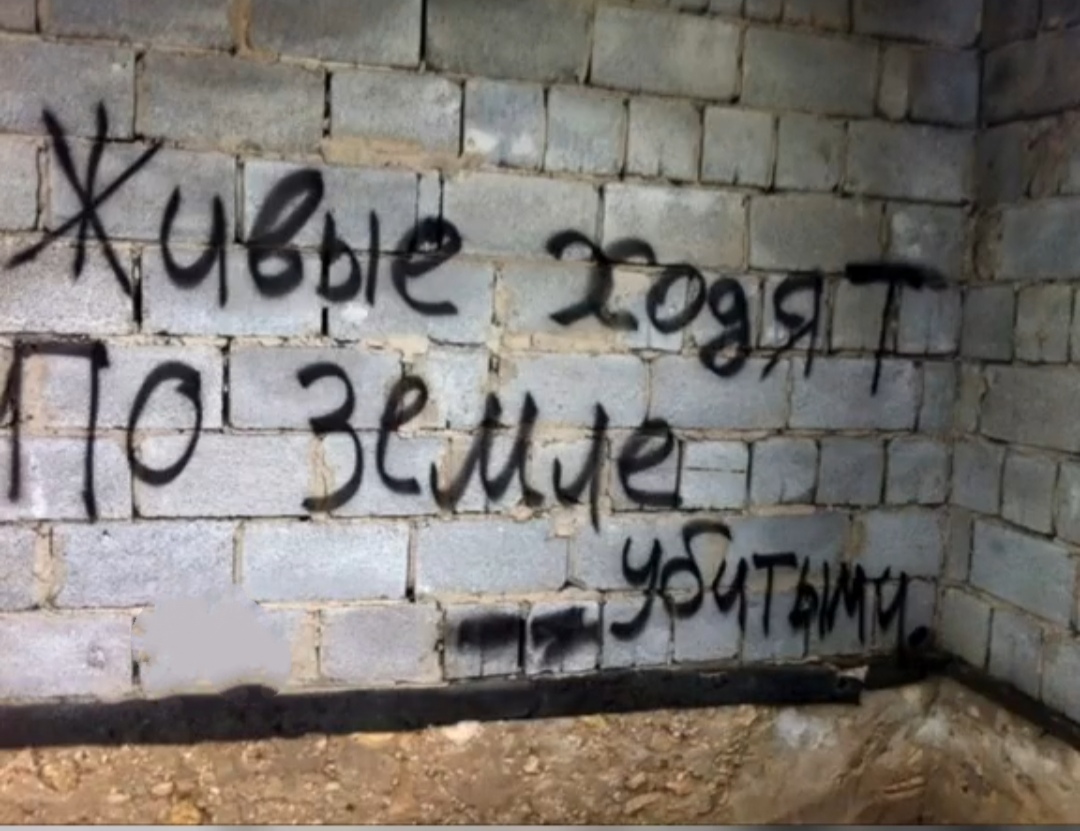 Живые ходят
По земле
убитыми.